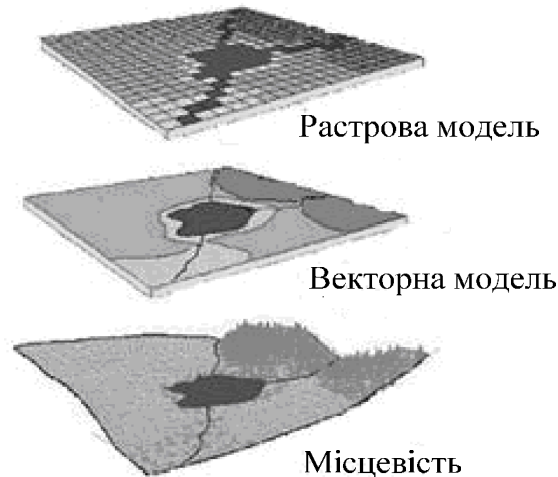 Растрова модель
Векторна модель
Місцевість